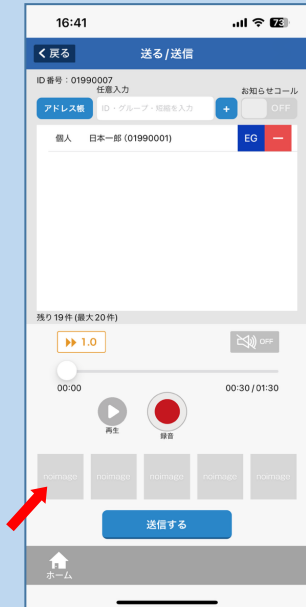 16:41
73
戻る
送る/送信
ID番号：01990007
任意入力
お知らせコール
アドレス帳
ID・グループ・短縮を入力
+
OFF
個人 日本一郎 (01990001)
EG
残り19件(最大20件)
1.0
OFF
00:00
00:30/01:30
再生
録音
noimage noimage noimage noimage noimage
送信する
ホーム